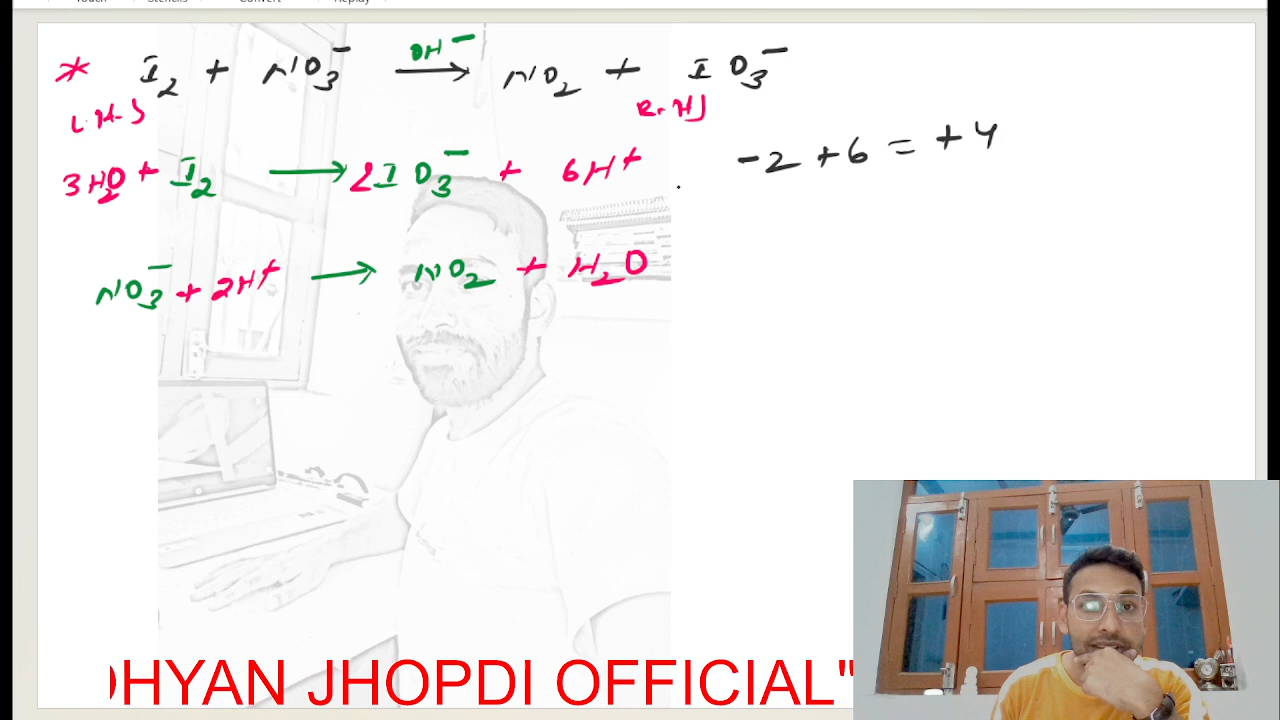 * I₂ + NO₃⁻ —OH⁻→ NO₂ + IO₃⁻
L.H.S R.HS
-2 + 6 = +4
3H₂O + I₂ → 2IO₃⁻ + 6H⁺
NO₃⁻ + 2H⁺ → NO₂ + H₂O
HYAN JHOPDI OFFICIAL"